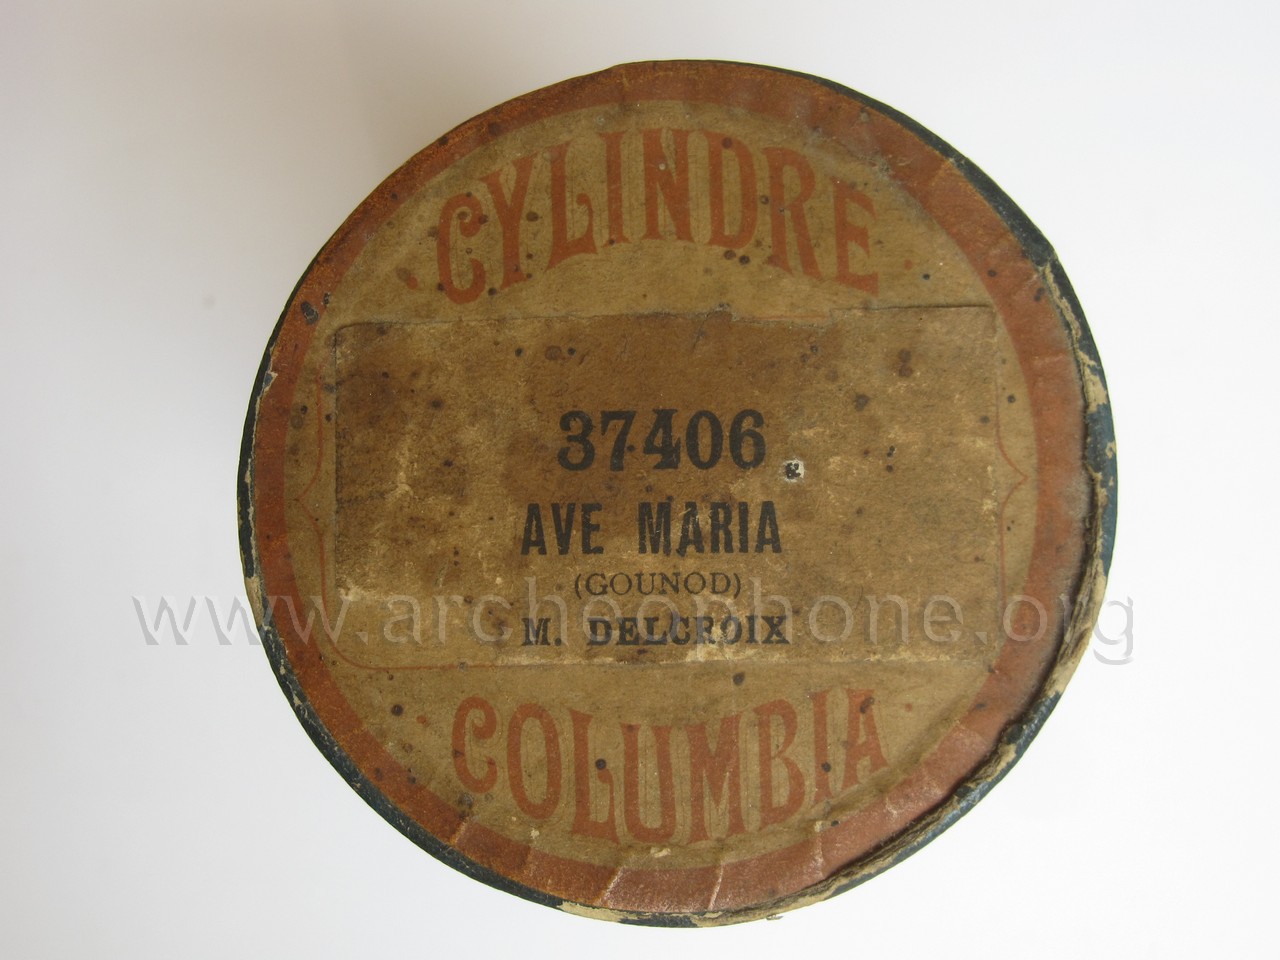 CYLINDRE
37406
AVE MARIA
(GOUNOD)
www.archeophone.org
M. DELCROIX
COLUMBIA